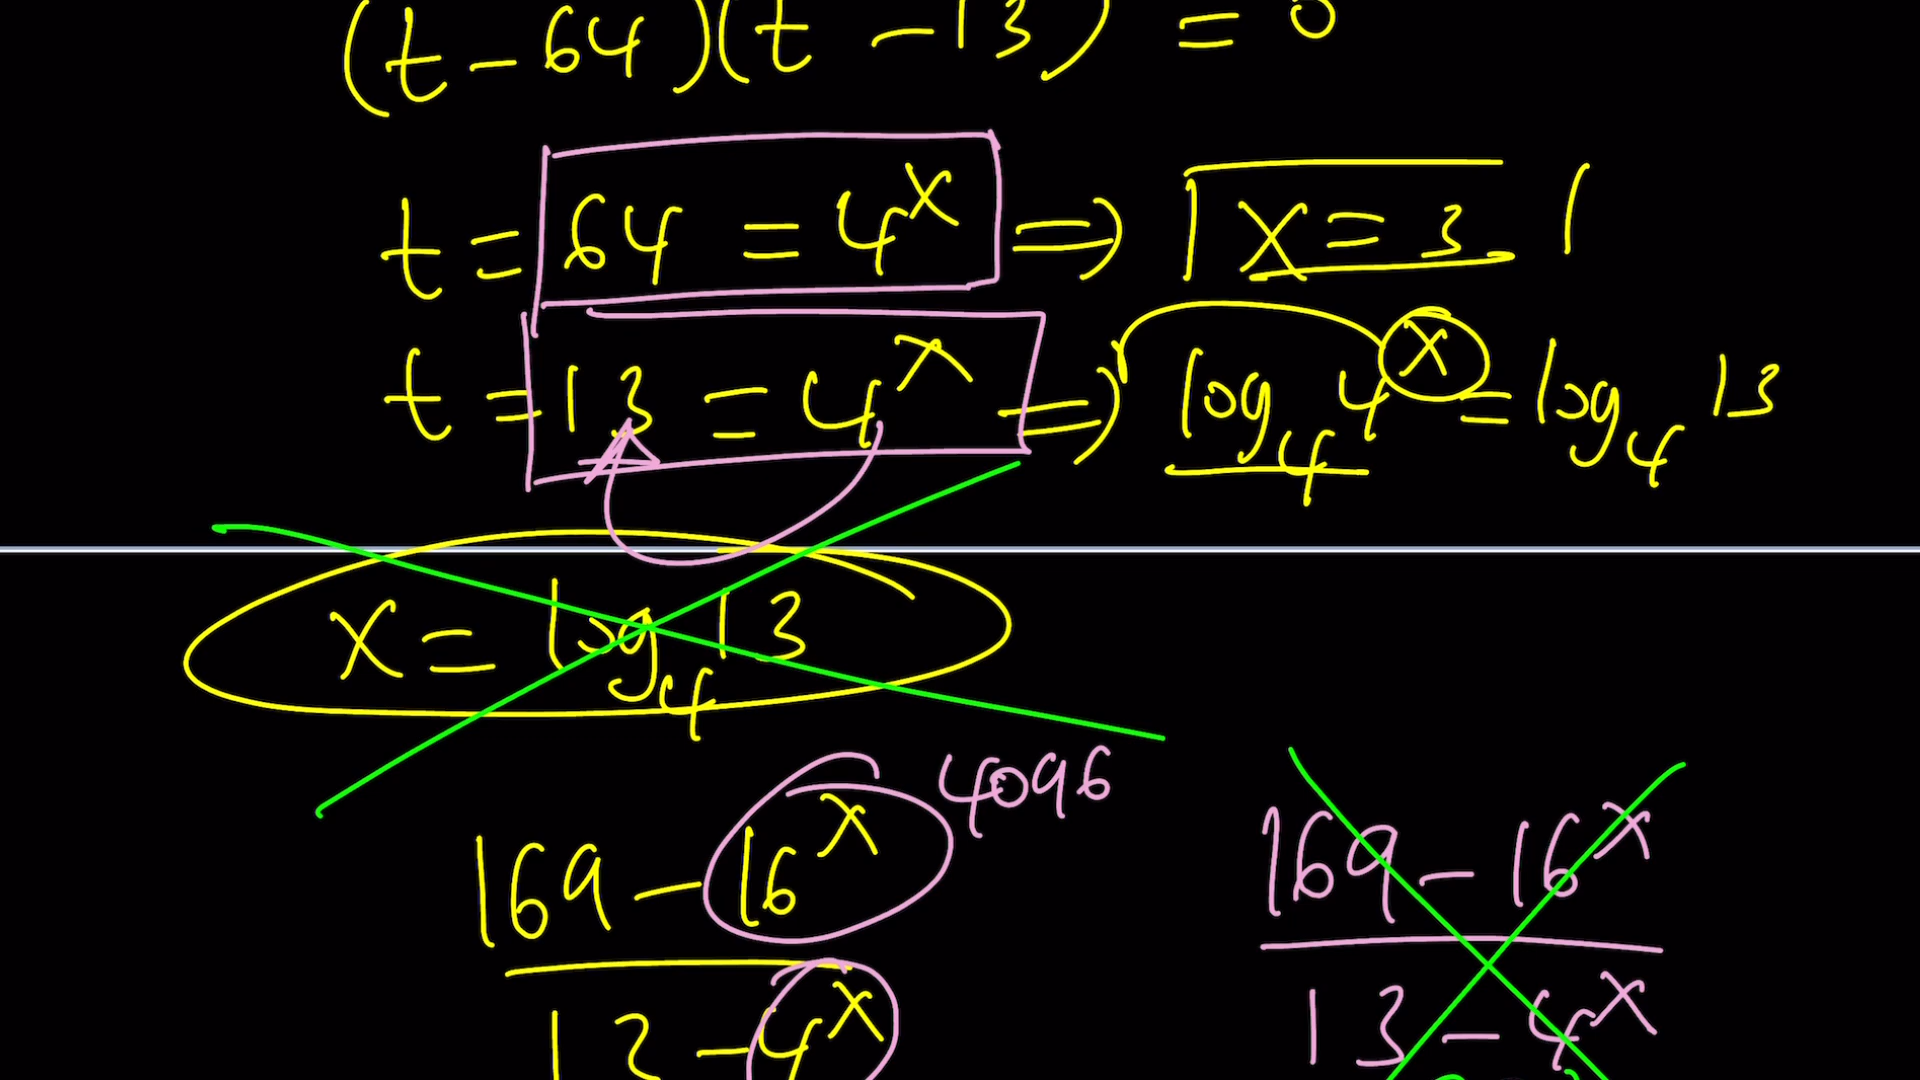 (t - 64)(t - 13) = 0
t = 64 = 4^x ⇒ x = 3
t = 13 = 4^x ⇒ log_4 4^x = log_4 13
x = log_4 13
4096
169 - 16^x
13 - 4^x
169 - 16^x
13 - 4^x